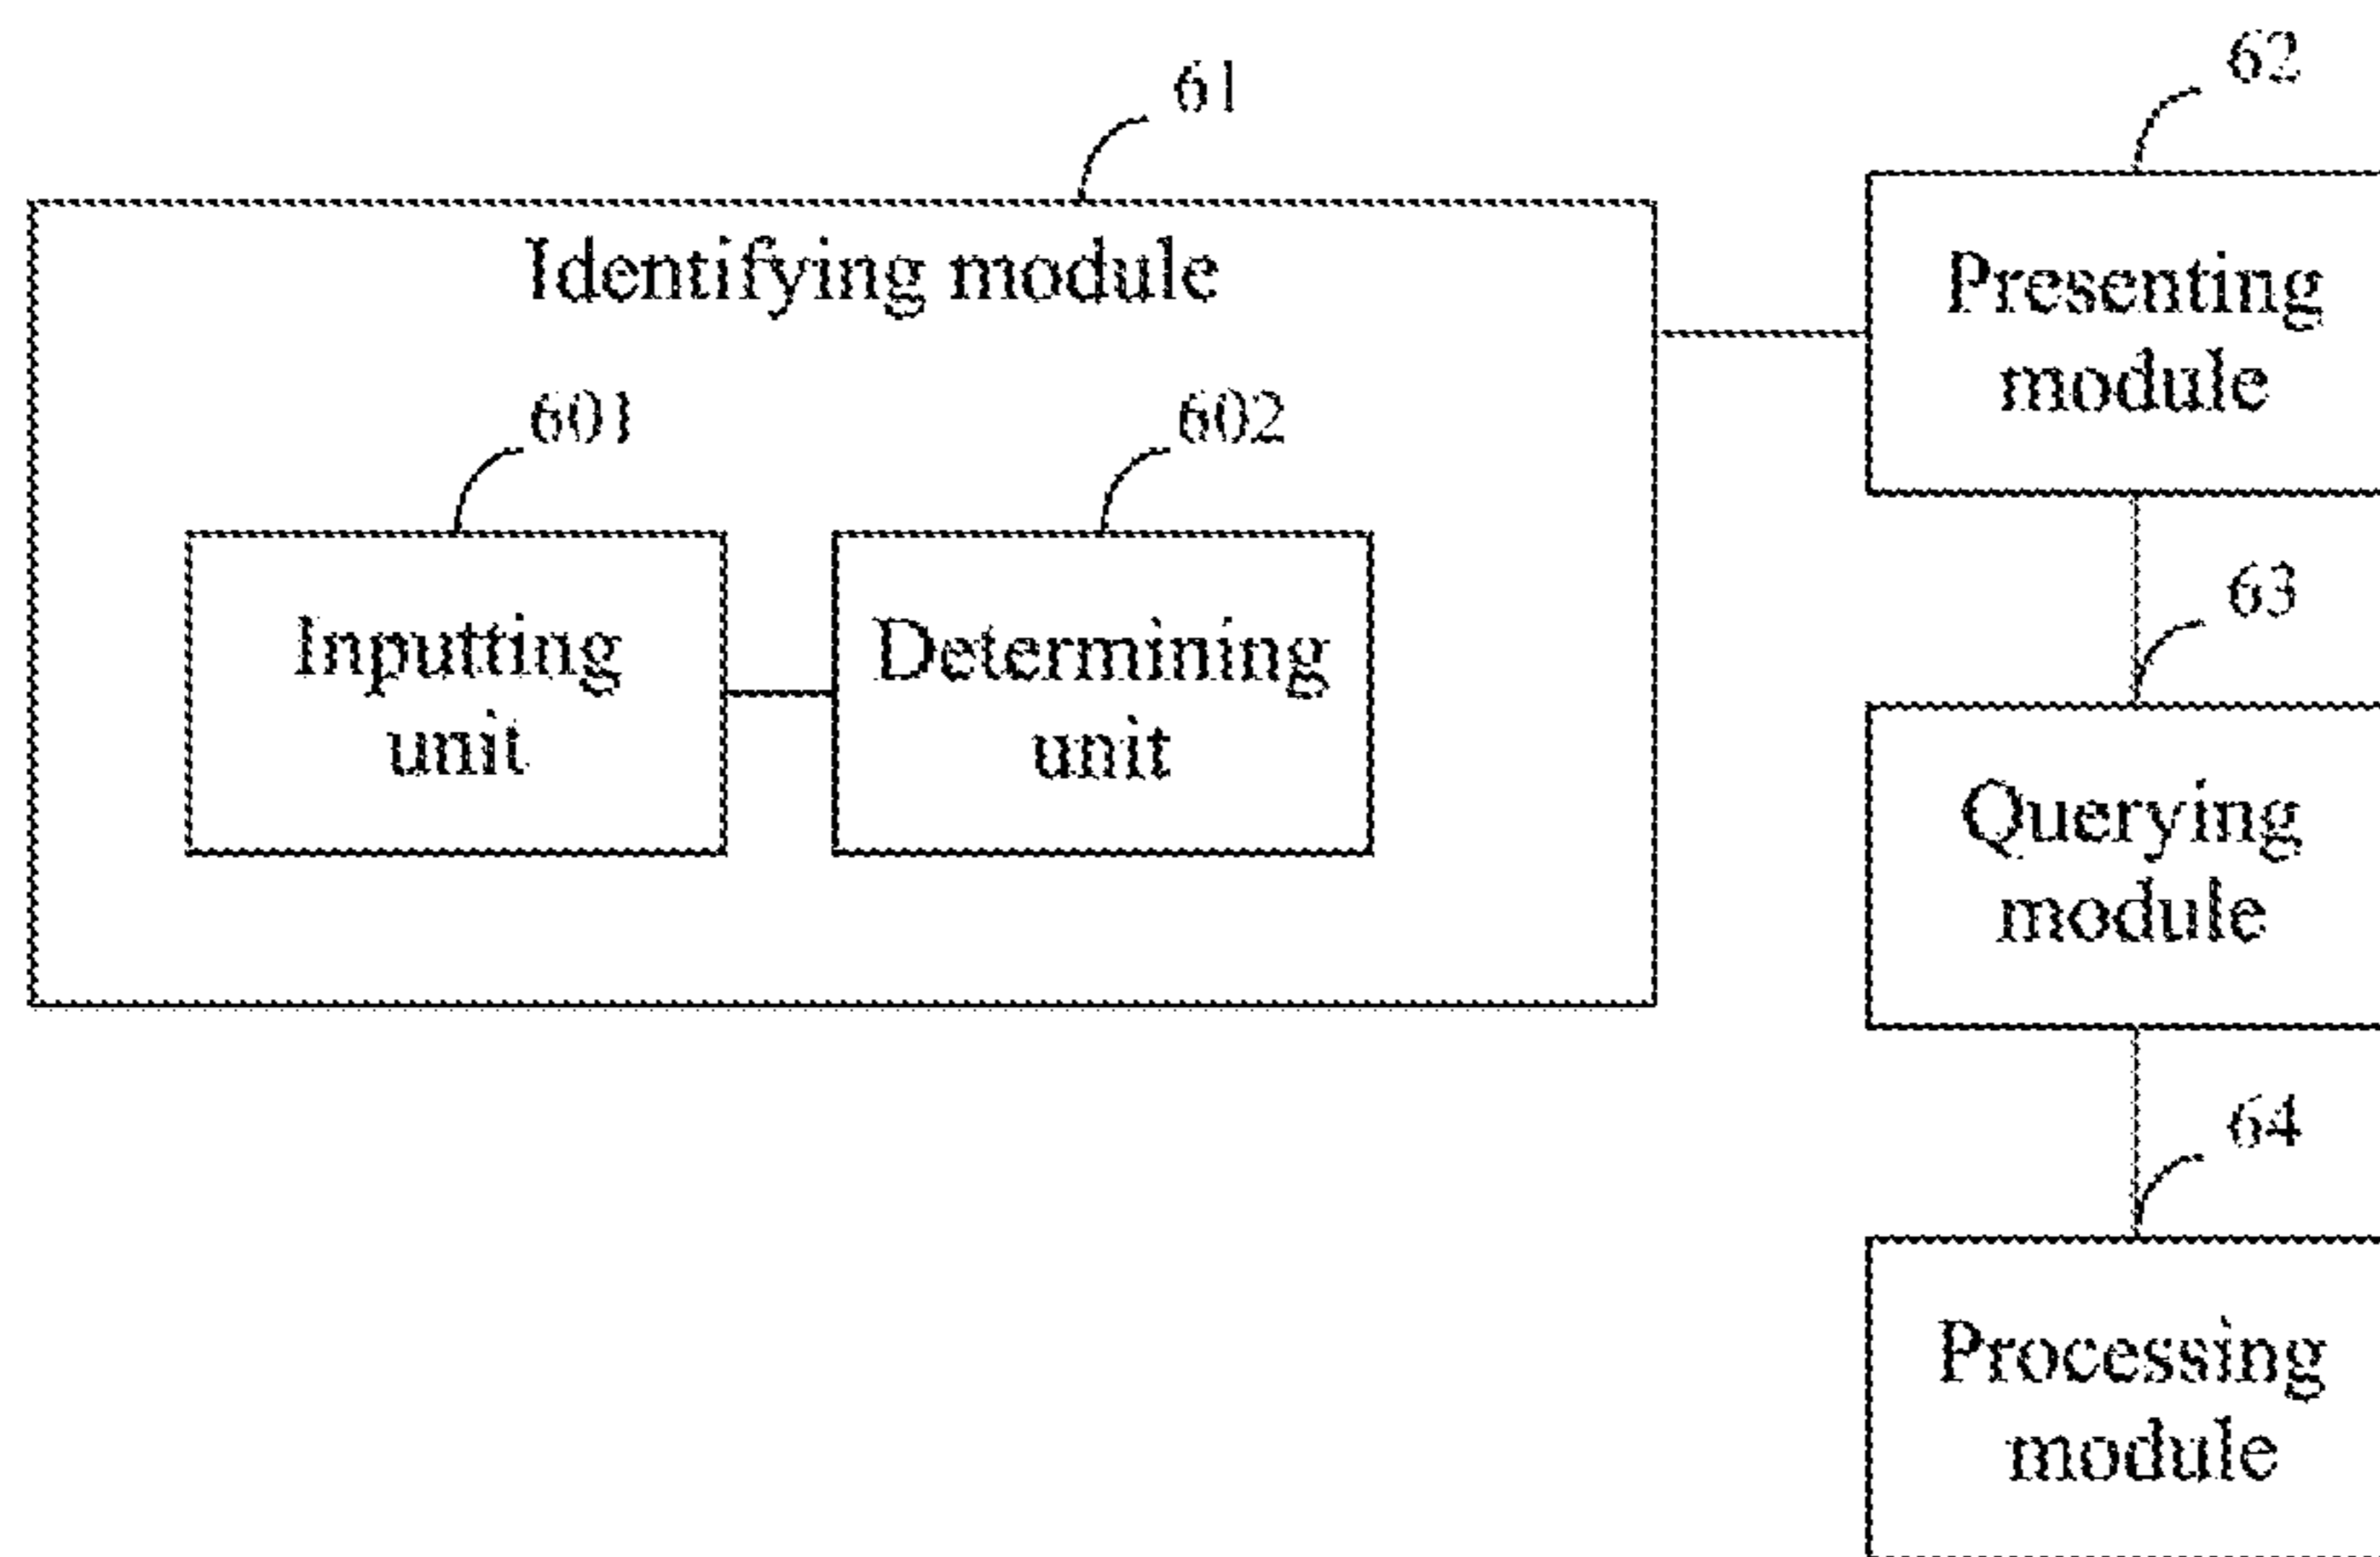 61
Identifying module
601
602
Inputting
unit
Determining
unit
62
Presenting
module
63
Querying
module
64
Processing
module